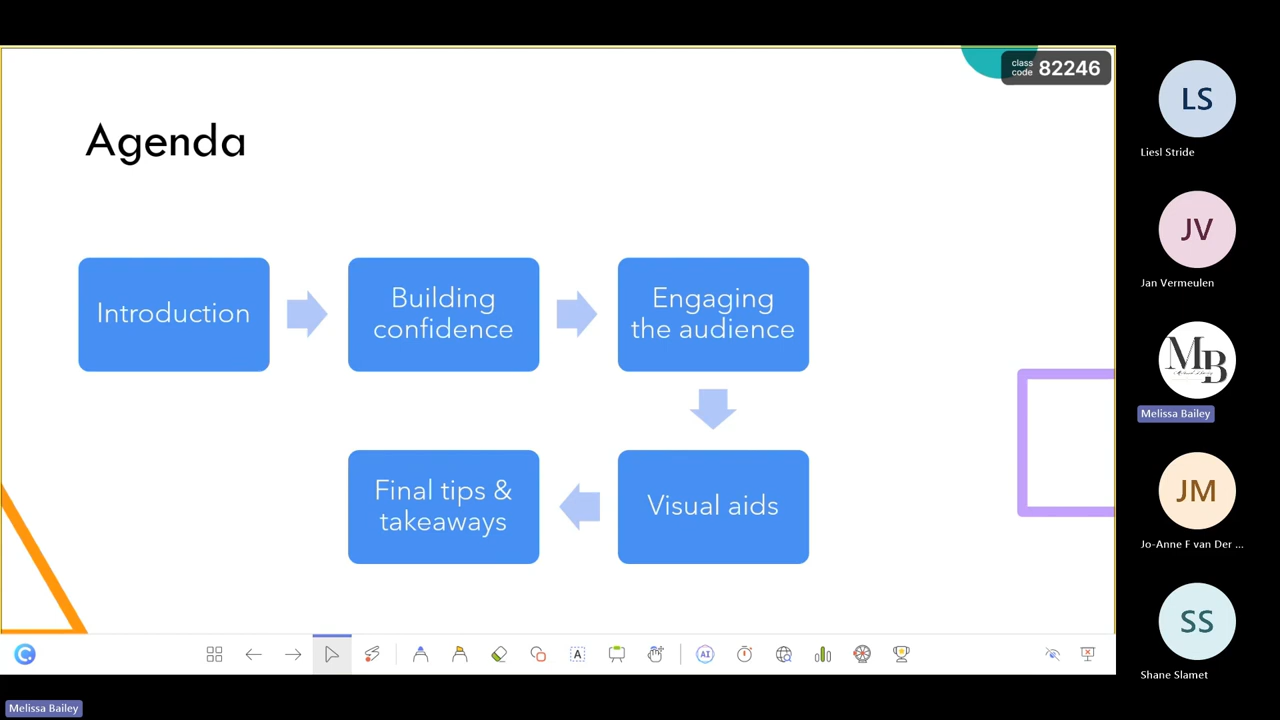 class
code 82246
Agenda
Introduction
Building
confidence
Engaging
the audience
Visual aids
Final tips &
takeaways
A
AI
LS
Liesl Stride
JV
Jan Vermeulen
MB
Melissa Bailey
JM
Jo-Anne F van Der ...
SS
Shane Slamet
Melissa Bailey